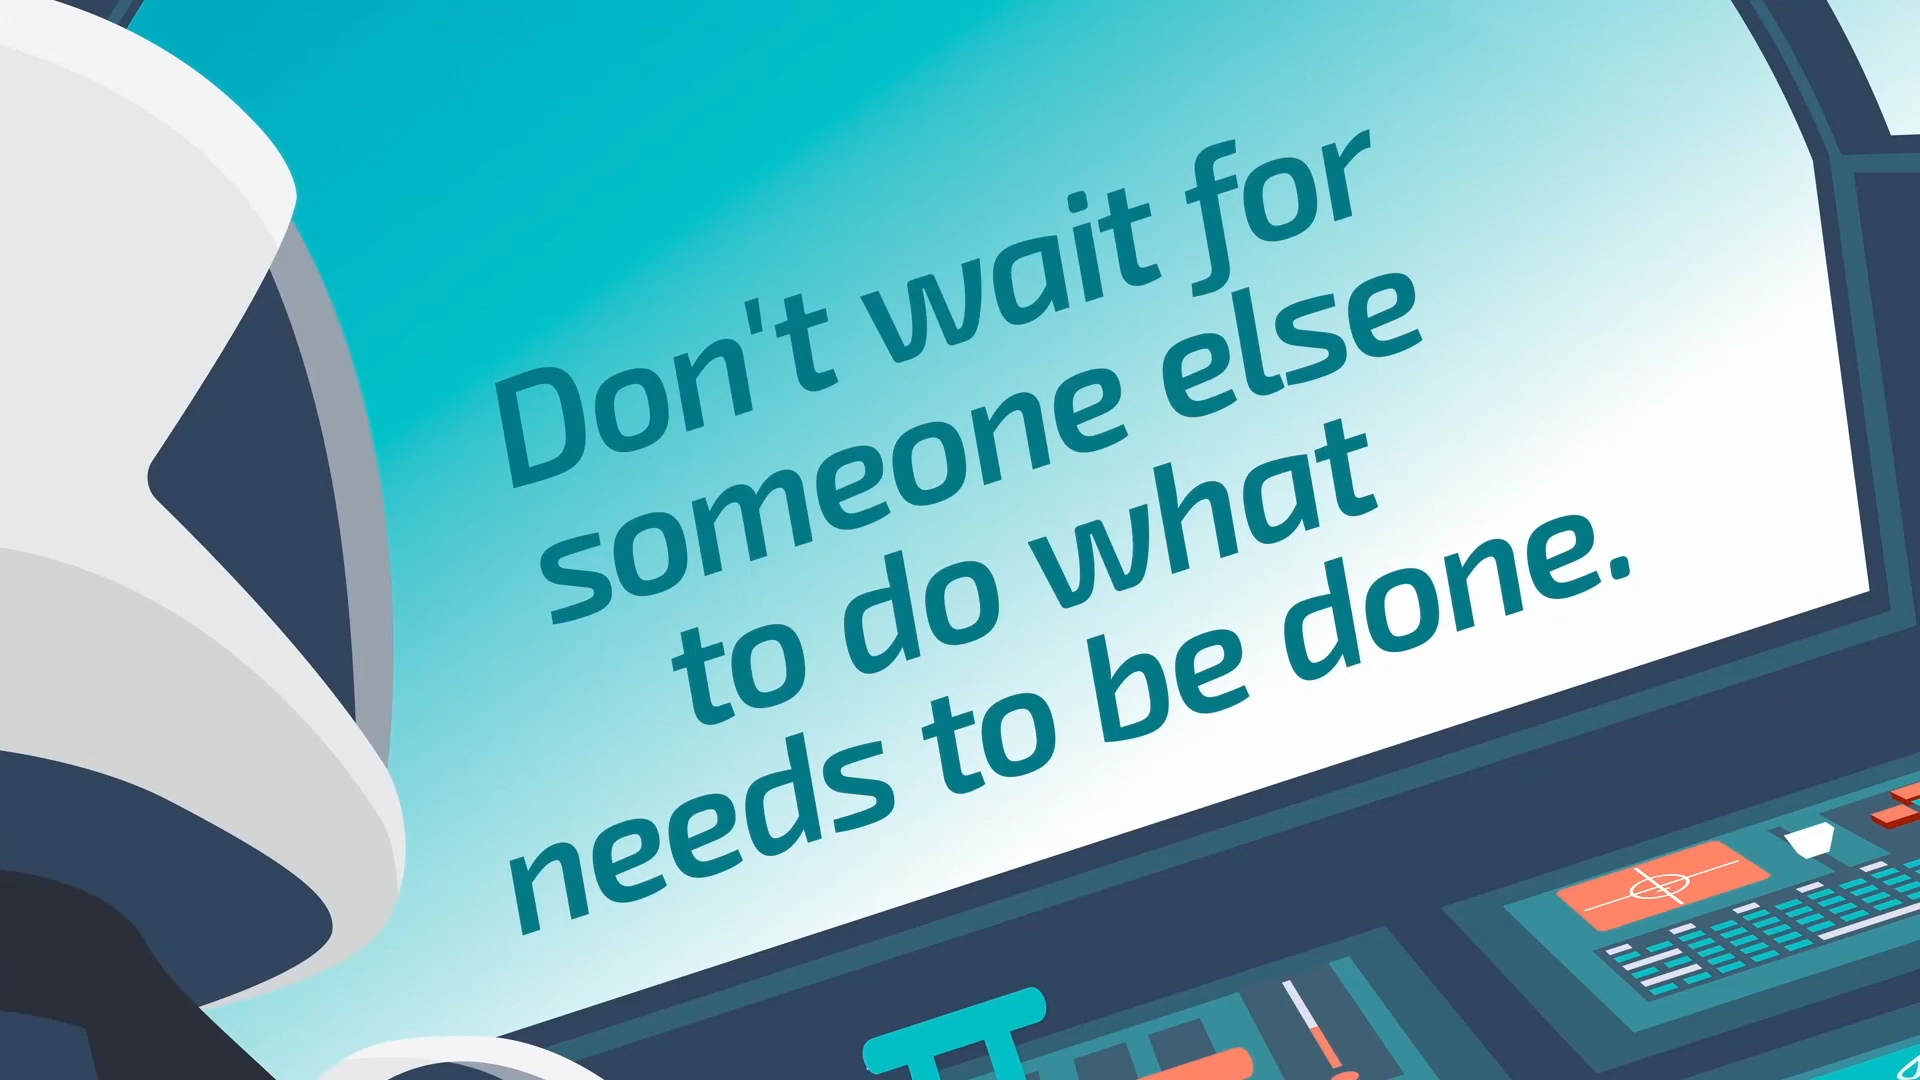 Don't wait for
someone else
to do what
needs to be done.